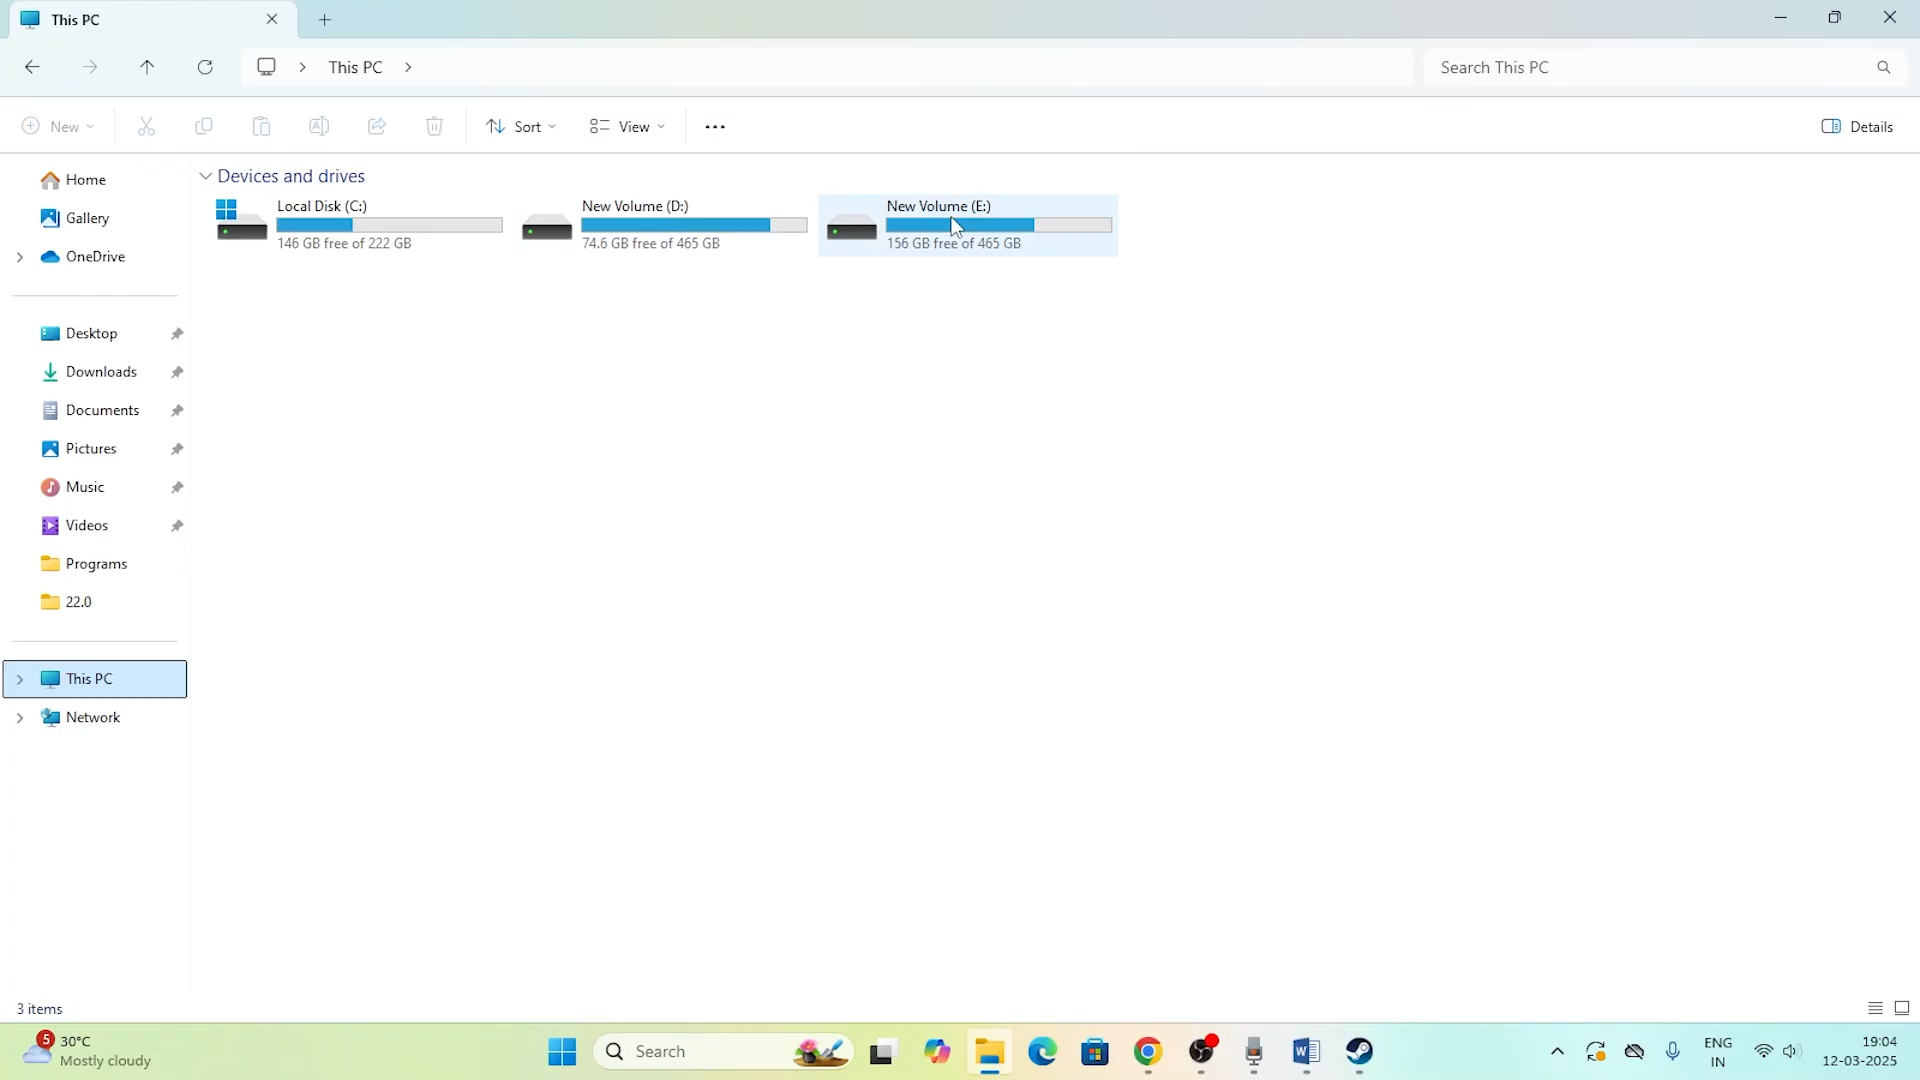 This PC
This PC
Search This PC
New
Sort
View
Details
Home
Gallery
OneDrive
Desktop
Downloads
Documents
Pictures
Music
Videos
Programs
22.0
This PC
Network
Devices and drives
Local Disk (C:)
146 GB free of 222 GB
New Volume (D:)
74.6 GB free of 465 GB
New Volume (E:)
156 GB free of 465 GB
3 items
5
30°C
Mostly cloudy
Search
ENG
IN
19:04
12-03-2025